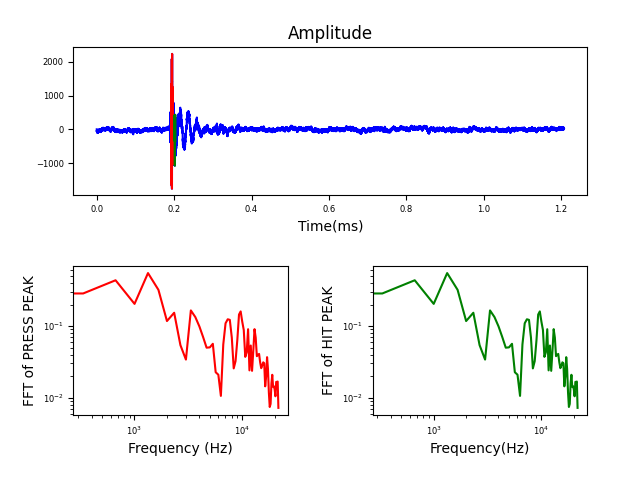 Amplitude
2000
1000
0
−1000
0.0 0.2 0.4 0.6 0.8 1.0 1.2
Time(ms)
FFT of PRESS PEAK
10⁻¹
10⁻²
10³ 10⁴
Frequency (Hz)
FFT of HIT PEAK
10⁻¹
10⁻²
10³ 10⁴
Frequency(Hz)